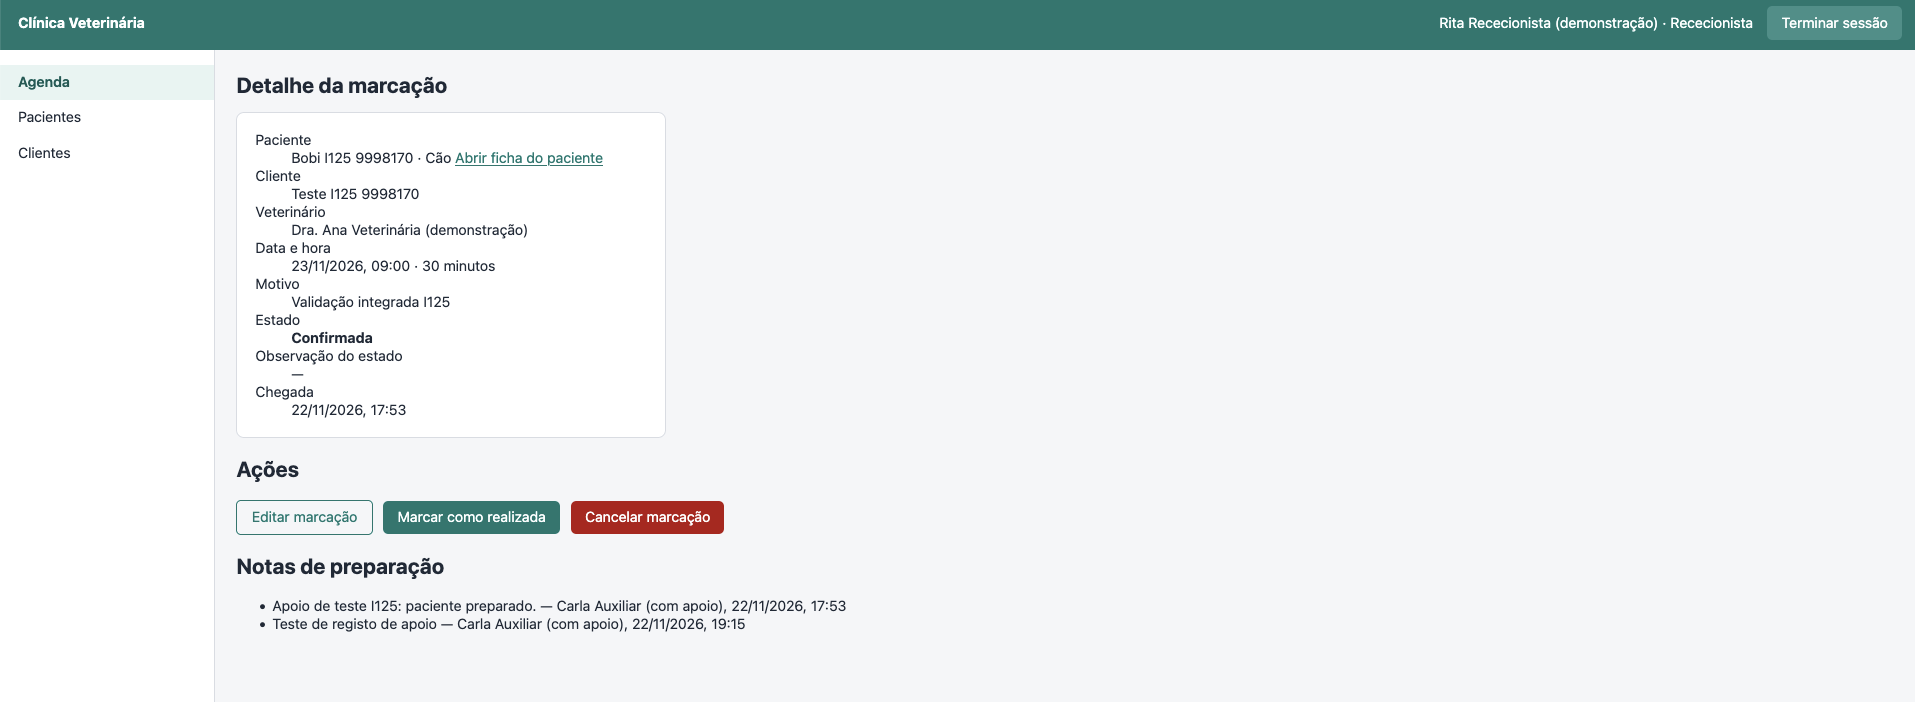 Clínica Veterinária
Rita Rececionista (demonstração) · Rececionista
Terminar sessão
Agenda
Pacientes
Clientes
Detalhe da marcação
Paciente
Bobi I125 9998170 · Cão Abrir ficha do paciente
Cliente
Teste I125 9998170
Veterinário
Dra. Ana Veterinária (demonstração)
Data e hora
23/11/2026, 09:00 · 30 minutos
Motivo
Validação integrada I125
Estado
Confirmada
Observação do estado
—
Chegada
22/11/2026, 17:53
Ações
Editar marcação
Marcar como realizada
Cancelar marcação
Notas de preparação
• Apoio de teste I125: paciente preparado. — Carla Auxiliar (com apoio), 22/11/2026, 17:53
• Teste de registo de apoio — Carla Auxiliar (com apoio), 22/11/2026, 19:15